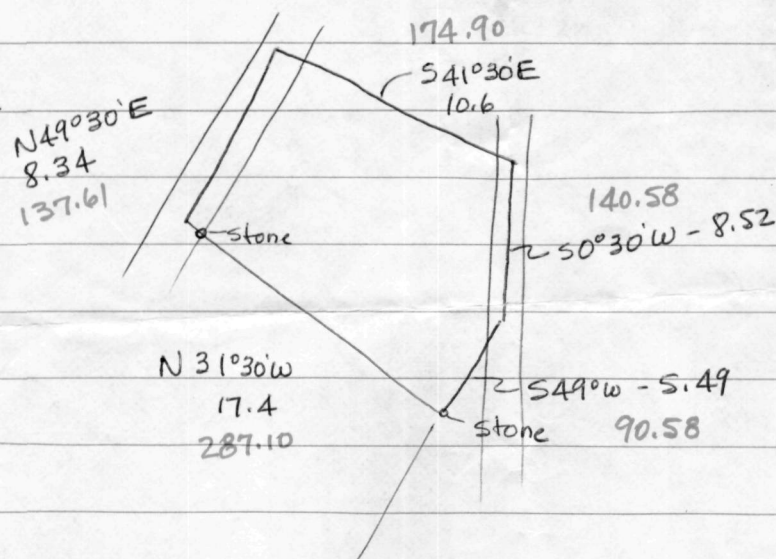 174.90
S41°30'E
10.6
N49°30'E
8.34
137.61
stone
140.58
S0°30'W - 8.52
N31°30'W
17.4
287.10
S49°W - 5.49
stone
90.58